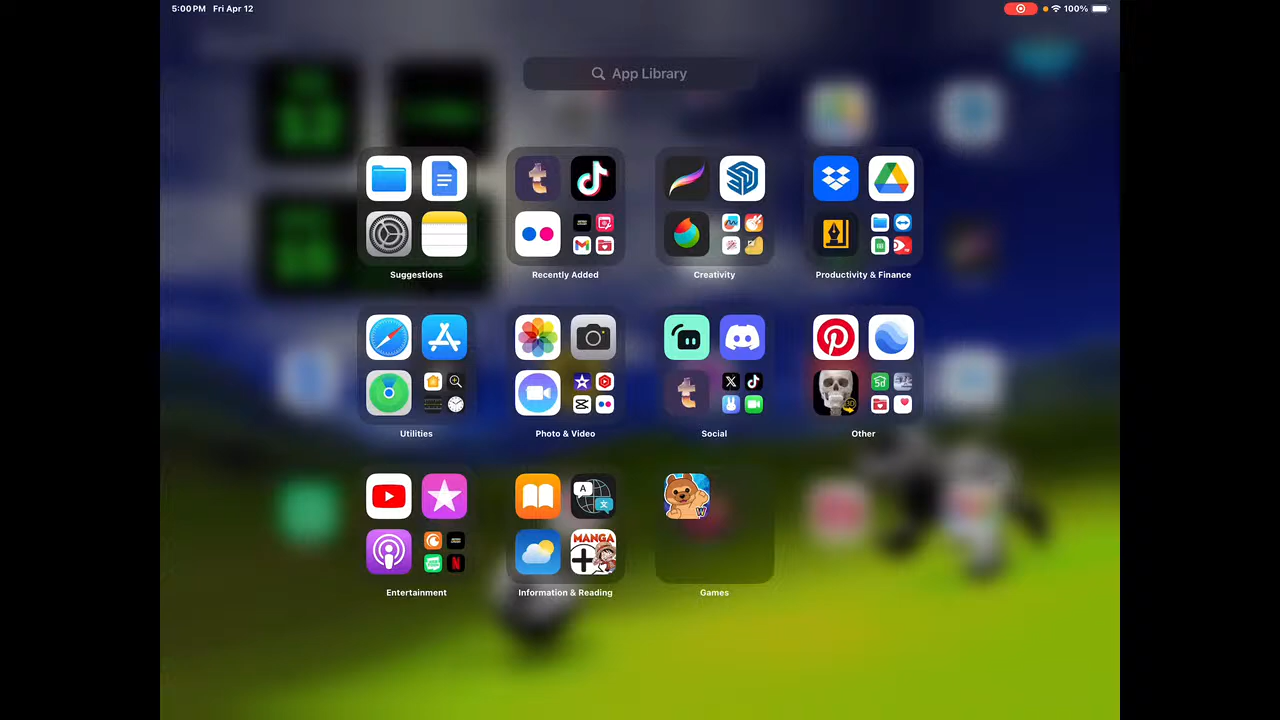 5:00 PM Fri Apr 12
100%
App Library
Suggestions
Recently Added
Creativity
Productivity & Finance
Utilities
Photo & Video
Social
Other
MANGA
Entertainment
Information & Reading
Games